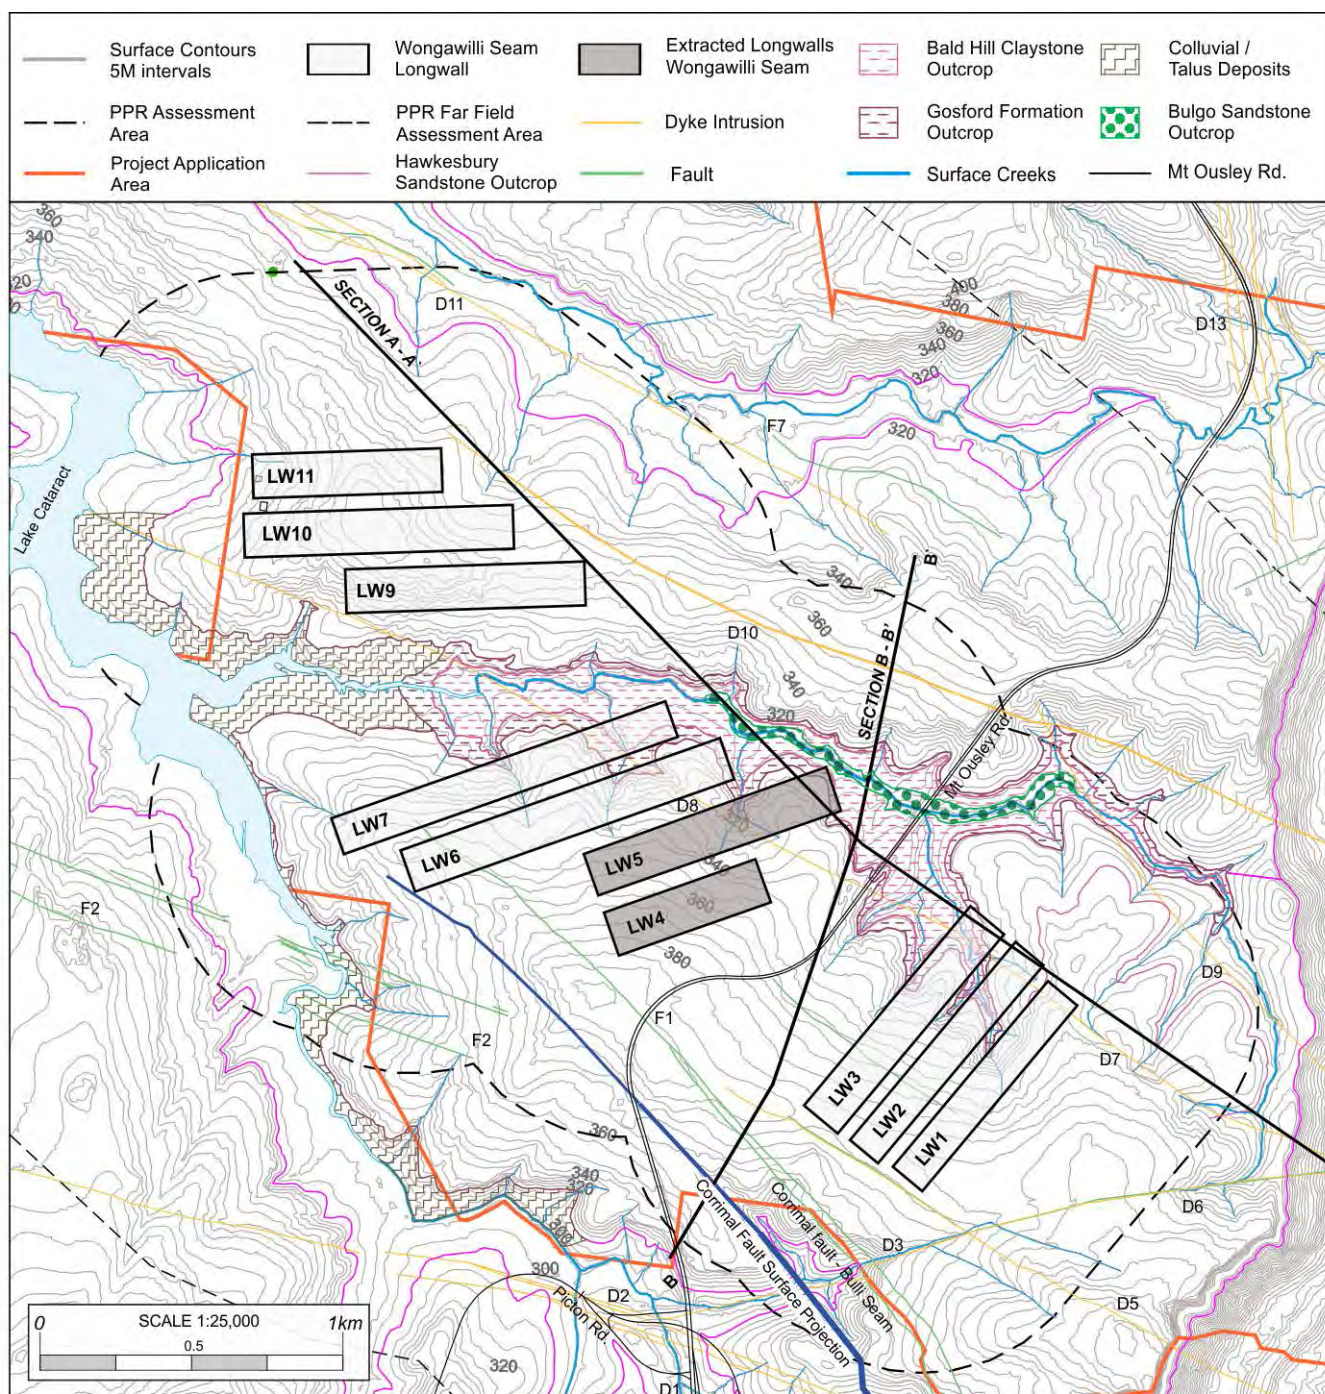 Surface Contours
5M intervals
Wongawilli Seam
Longwall
Extracted Longwalls
Wongawilli Seam
Bald Hill Claystone
Outcrop
Colluvial /
Talus Deposits
PPR Assessment
Area
PPR Far Field
Assessment Area
Dyke Intrusion
Gosford Formation
Outcrop
Bulgo Sandstone
Outcrop
Project Application
Area
Hawkesbury
Sandstone Outcrop
Fault
Surface Creeks
Mt Ousley Rd.
360
340
SECTION A - A'
D11
400
380
360
340
320
D13
F7
320
Lake Cataract
LW11
LW10
LW9
340
B'
360
D10
340
320
SECTION B - B'
Mt Ousley Rd.
LW7
LW6
D8
320
LW5
340
LW4
360
380
F2
D9
F1
F2
D7
LW3
LW2
LW1
360
340
320
300
Corrimal Fault Surface Projection
Corrimal fault - Bulli Seam
D6
D3
B
300
D2
Picton Rd.
D5
320
D1
0
SCALE 1:25,000
1km
0.5